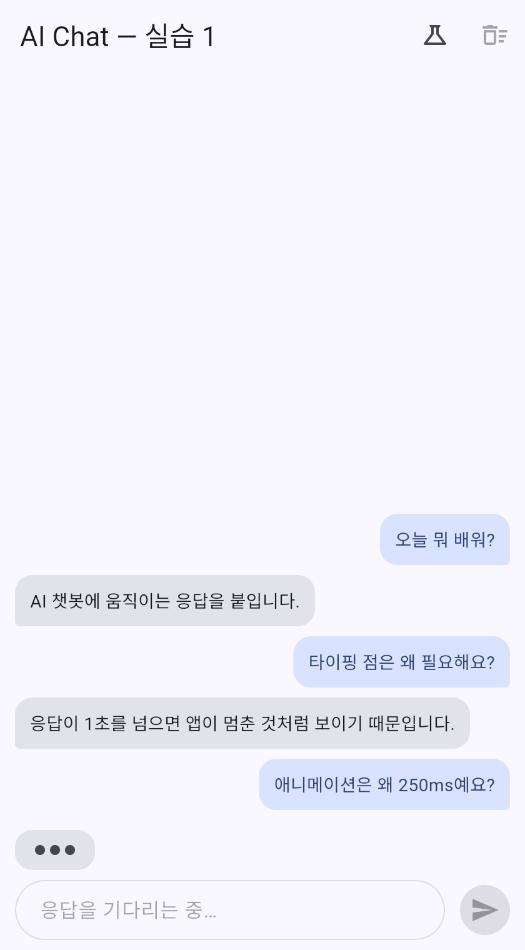 AI Chat — 실습 1
오늘 뭐 배워?
AI 챗봇에 움직이는 응답을 붙입니다.
타이핑 점은 왜 필요해요?
응답이 1초를 넘으면 앱이 멈춘 것처럼 보이기 때문입니다.
애니메이션은 왜 250ms예요?
응답을 기다리는 중…